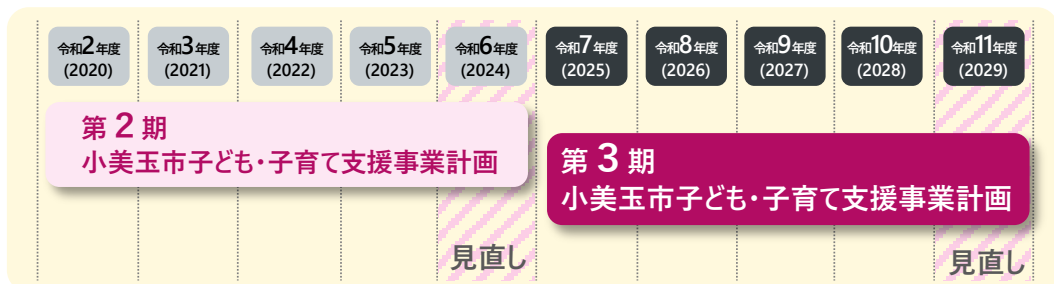 令和2年度
(2020)
令和3年度
(2021)
令和4年度
(2022)
令和5年度
(2023)
令和6年度
(2024)
令和7年度
(2025)
令和8年度
(2026)
令和9年度
(2027)
令和10年度
(2028)
令和11年度
(2029)
第2期
小美玉市子ども・子育て支援事業計画
第3期
小美玉市子ども・子育て支援事業計画
見直し
見直し